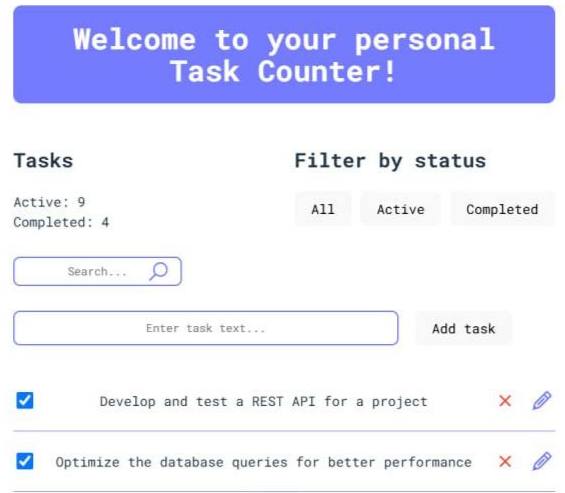 Welcome to your personal
Task Counter!
Tasks
Active: 9
Completed: 4
Filter by status
All
Active
Completed
Search...
Enter task text...
Add task
Develop and test a REST API for a project
Optimize the database queries for better performance